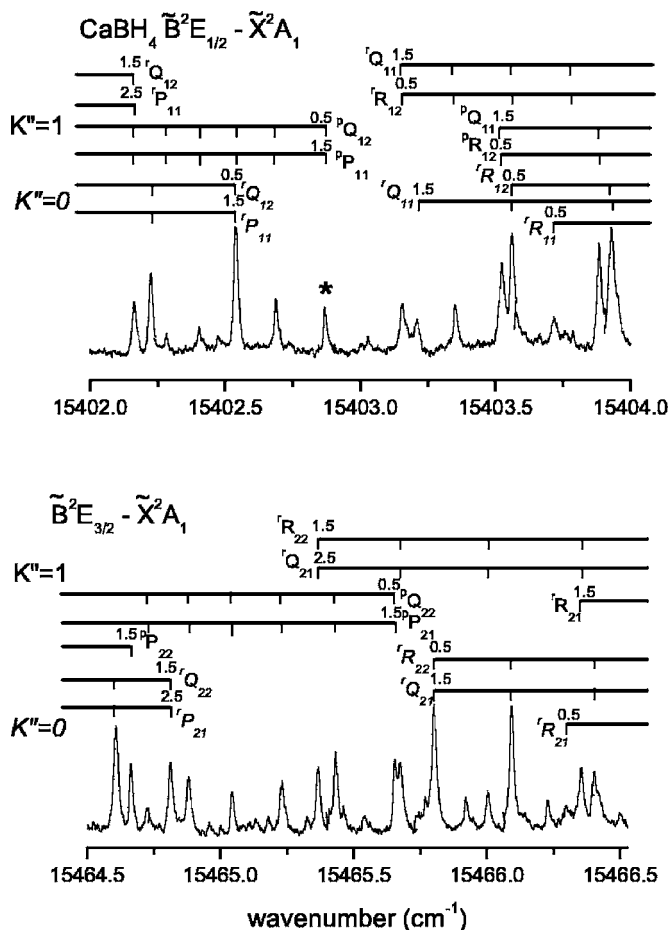 CaBH₄ B̃²E₁/₂ - X̃²A₁
1.5 ʳQ₁₂
2.5 ʳP₁₁
K"=1
0.5 ᵖQ₁₂
1.5 ᵖP₁₁
K"=0
0.5 ʳQ₁₂
1.5 ʳP₁₁
ʳQ₁₁ 1.5
ʳR₁₂ 0.5
ᵖQ₁₁ 1.5
ᵖR₁₂ 0.5
ʳR₁₂ 0.5
ʳQ₁₁ 1.5
ʳR₁₁ 0.5
*
15402.0 15402.5 15403.0 15403.5 15404.0
B̃²E₃/₂ - X̃²A₁
ʳR₂₂ 1.5
ʳQ₂₁ 2.5
K"=1
0.5 ᵖQ₂₂
1.5 ᵖP₂₁
ʳR₂₁ 1.5
1.5 ᵖP₂₂
1.5 ʳQ₂₂
2.5 ʳP₂₁
K"=0
ʳR₂₂ 0.5
ʳQ₂₁ 1.5
ʳR₂₁ 0.5
15464.5 15465.0 15465.5 15466.0 15466.5
wavenumber (cm⁻¹)